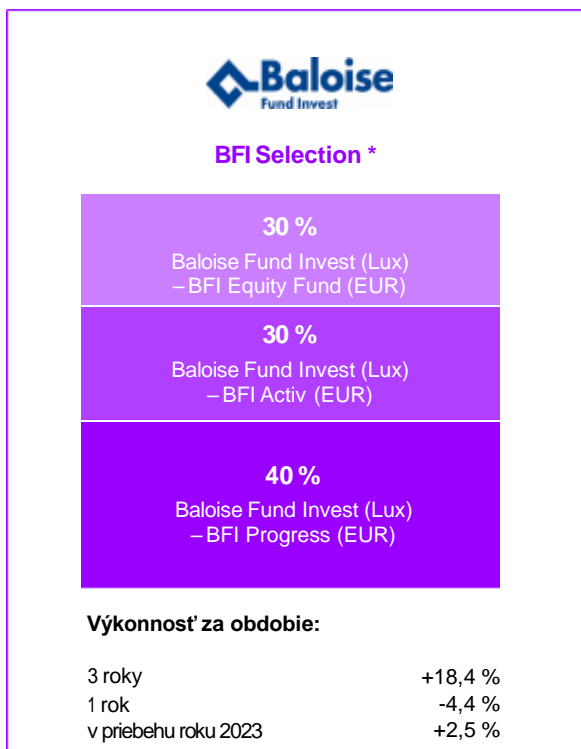 Baloise
Fund Invest
BFI Selection *
30 %
Baloise Fund Invest (Lux)
– BFI Equity Fund (EUR)
30 %
Baloise Fund Invest (Lux)
– BFI Activ (EUR)
40 %
Baloise Fund Invest (Lux)
– BFI Progress (EUR)
Výkonnosť za obdobie:
3 roky +18,4 %
1 rok -4,4 %
v priebehu roku 2023 +2,5 %